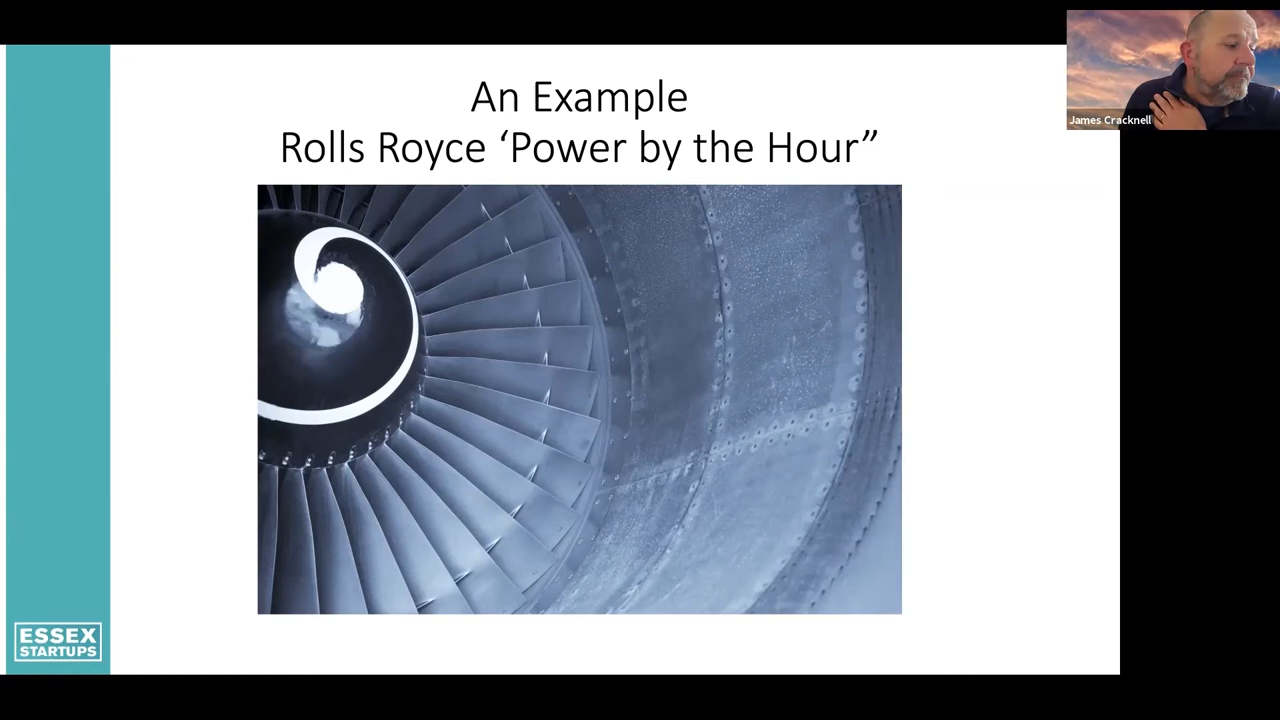 An Example
Rolls Royce ‘Power by the Hour”
James Cracknell
ESSEX
STARTUPS